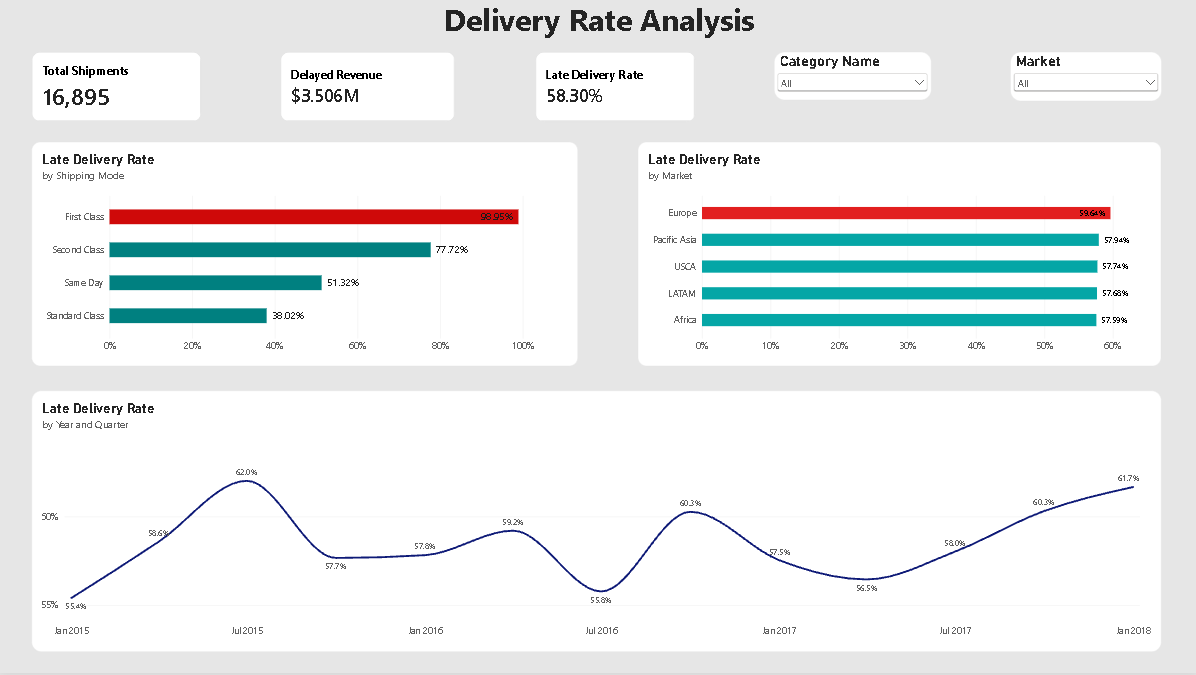 Delivery Rate Analysis
Total Shipments
16,895
Delayed Revenue
$3.506M
Late Delivery Rate
58.30%
Category Name
All
Market
All
Late Delivery Rate
by Shipping Mode
First Class
98.95%
Second Class
77.72%
Same Day
51.32%
Standard Class
38.02%
0% 20% 40% 60% 80% 100%
Late Delivery Rate
by Market
Europe
59.64%
Pacific Asia
57.94%
USCA
57.74%
LATAM
57.68%
Africa
57.59%
0% 10% 20% 30% 40% 50% 60%
Late Delivery Rate
by Year and Quarter
60%
55%
55.4%
58.6%
62.0%
57.7%
57.8%
59.2%
55.8%
60.3%
57.5%
56.5%
58.0%
60.3%
61.7%
Jan 2015 Jul 2015 Jan 2016 Jul 2016 Jan 2017 Jul 2017 Jan 2018